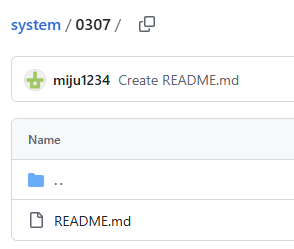 system / 0307 /
miju1234 Create README.md
Name
..
README.md